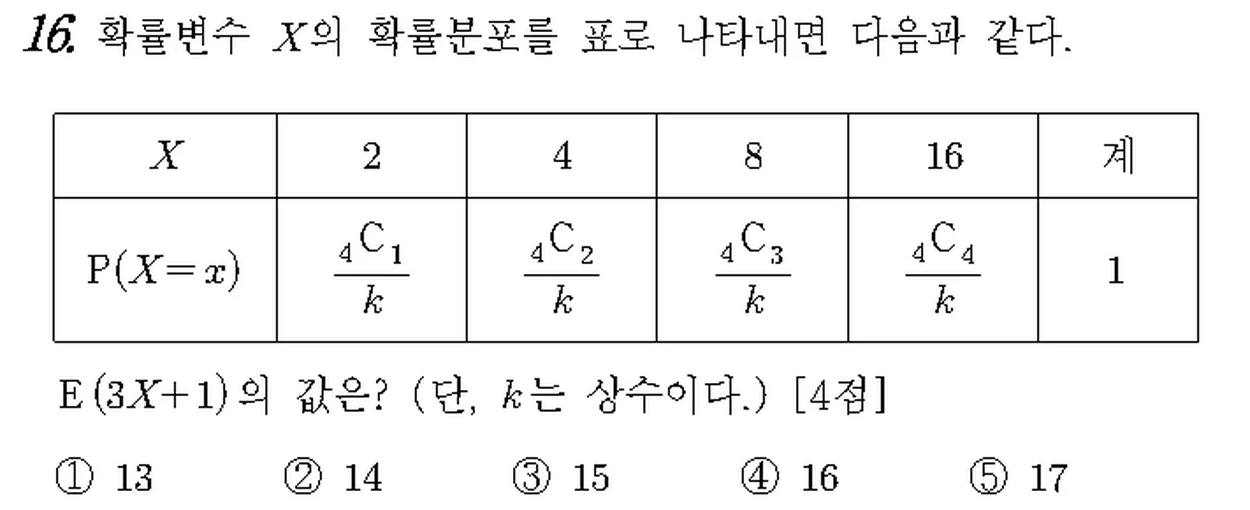 16. 확률변수 X의 확률분포를 표로 나타내면 다음과 같다.
X 2 4 8 16 계
P(X=x) ₄C₁/k ₄C₂/k ₄C₃/k ₄C₄/k 1
E(3X+1)의 값은? (단, k는 상수이다.) [4점]
① 13 ② 14 ③ 15 ④ 16 ⑤ 17